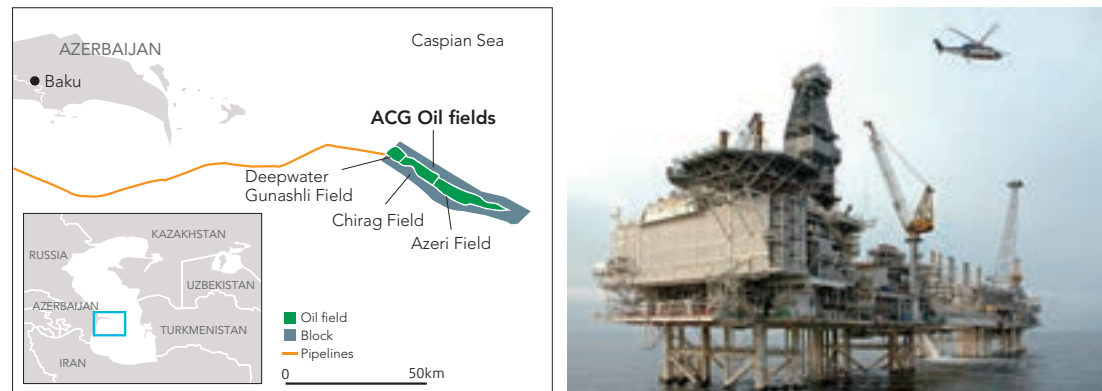 AZERBAIJAN
Caspian Sea
Baku
ACG Oil fields
Deepwater
Gunashli Field
Chirag Field
Azeri Field
KAZAKHSTAN
RUSSIA
UZBEKISTAN
AZERBAIJAN
TURKMENISTAN
IRAN
Oil field
Block
Pipelines
0 50km